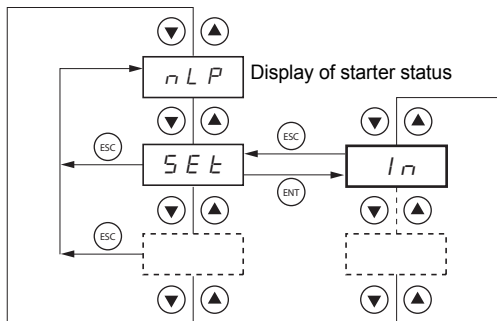 nLP Display of starter status
ESC ESC
SEt In
ENT
ESC